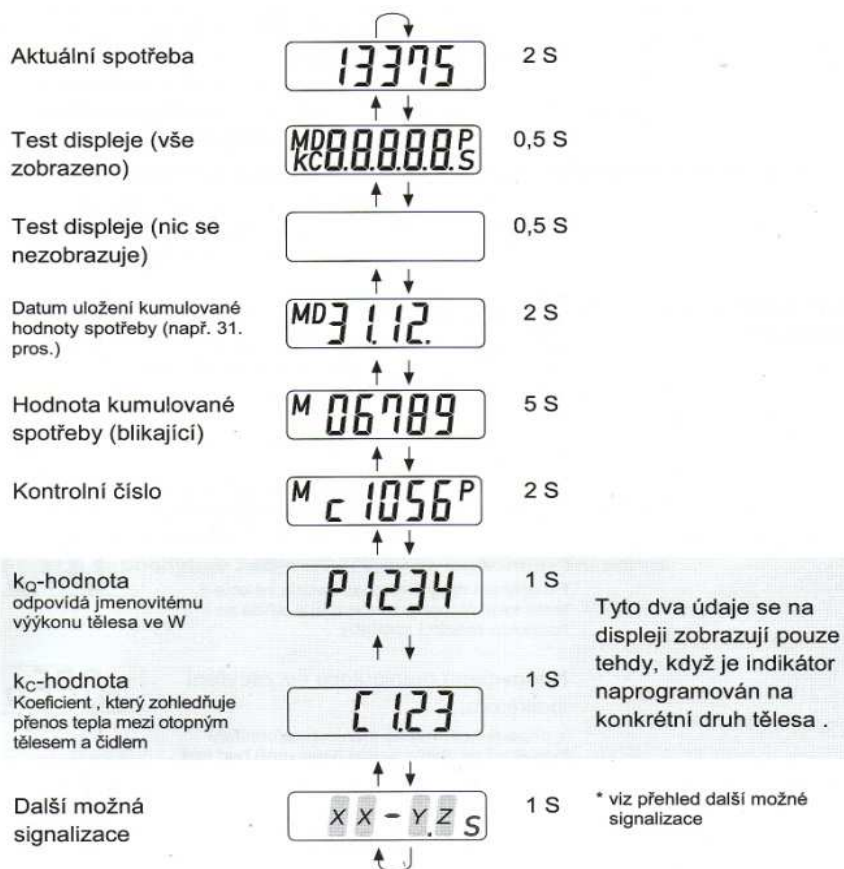 Aktuální spotřeba
13375
2 S
Test displeje (vše
zobrazeno)
MD
KC
8.8.8.8.8.
P
S
0,5 S
Test displeje (nic se
nezobrazuje)
0,5 S
Datum uložení kumulované
hodnoty spotřeby (např. 31.
pros.)
MD 31.12.
2 S
Hodnota kumulované
spotřeby (blikající)
M 06789
5 S
Kontrolní číslo
M c 1056 P
2 S
kQ-hodnota
odpovídá jmenovitému
výýkonu tělesa ve W
P1234
1 S
kC-hodnota
Koeficient , který zohledňuje
přenos tepla mezi otopným
tělesem a čidlem
C 1.23
1 S
Tyto dva údaje se na
displeji zobrazují pouze
tehdy, když je indikátor
naprogramován na
konkrétní druh tělesa .
Další možná
signalizace
X X - Y.Z S
1 S
* viz přehled další možné
signalizace